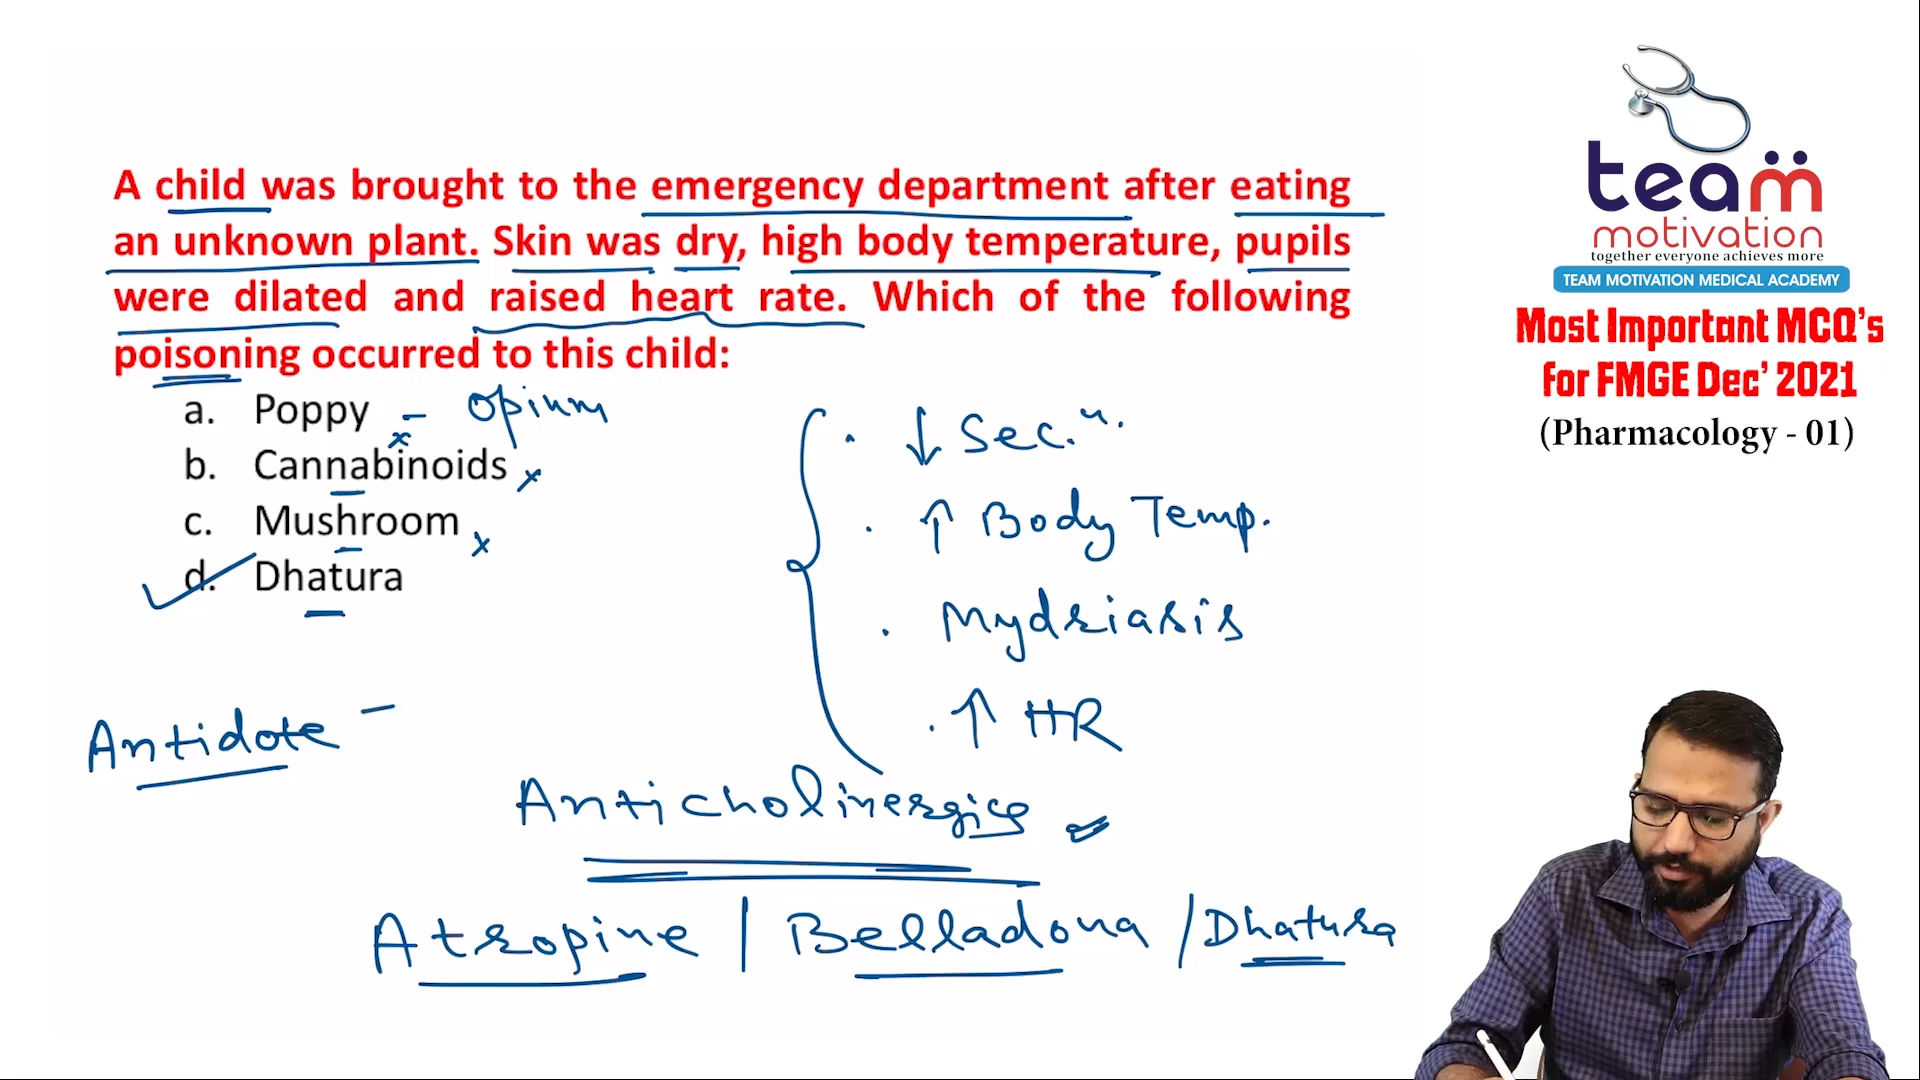 A child was brought to the emergency department after eating
an unknown plant. Skin was dry, high body temperature, pupils
were dilated and raised heart rate. Which of the following
poisoning occurred to this child:
a. Poppy - Opium
b. Cannabinoids x
c. Mushroom x
d. Dhatura
↓ Sec.n.
↑ Body Temp.
Mydriasis
↑ HR
Antidote -
Anticholinergics
Atropine | Belladona / Dhatura
team
motivation
together everyone achieves more
TEAM MOTIVATION MEDICAL ACADEMY
Most Important MCQ's
for FMGE Dec' 2021
(Pharmacology - 01)